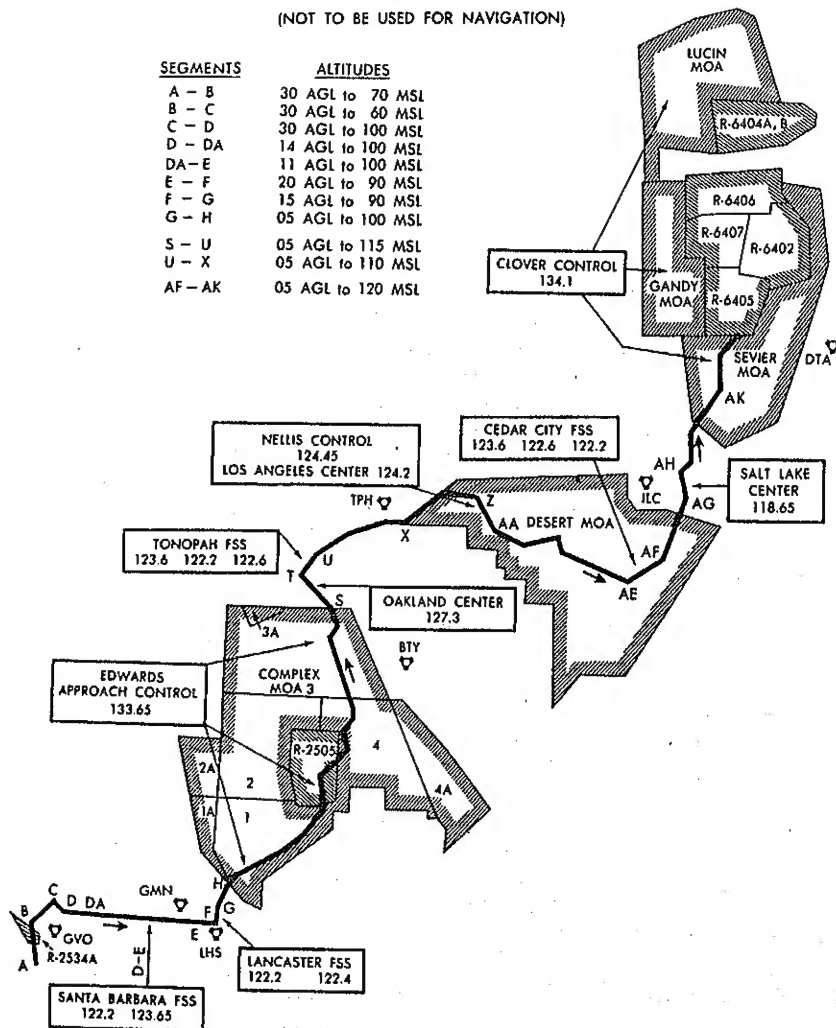 (NOT TO BE USED FOR NAVIGATION)
SEGMENTS ALTITUDES
A – B 30 AGL to 70 MSL
B – C 30 AGL to 60 MSL
C – D 30 AGL to 100 MSL
D – DA 14 AGL to 100 MSL
DA – E 11 AGL to 100 MSL
E – F 20 AGL to 90 MSL
F – G 15 AGL to 90 MSL
G – H 05 AGL to 100 MSL
S – U 05 AGL to 115 MSL
U – X 05 AGL to 110 MSL
AF – AK 05 AGL to 120 MSL
LUCIN
MOA
R-6404A, B
R-6406
R-6407
R-6402
CLOVER CONTROL
134.1
GANDY
MOA
R-6405
SEVIER
MOA
DTA
AK
NELLIS CONTROL
124.45
LOS ANGELES CENTER 124.2
CEDAR CITY FSS
123.6 122.6 122.2
AH
ILC
AG
SALT LAKE
CENTER
118.65
TPH
Z
AA DESERT MOA
X
TONOPAH FSS
123.6 122.2 122.6
U
T
AF
AE
S
OAKLAND CENTER
127.3
3A
BTY
EDWARDS
APPROACH CONTROL
133.65
COMPLEX
MOA 3
R-2505
4
2A
2
4A
1A
1
H
GMN
C
D DA
B
F
G
GVO
E
LHS
R-2534A
A
D-E
LANCASTER FSS
122.2 122.4
SANTA BARBARA FSS
122.2 123.65